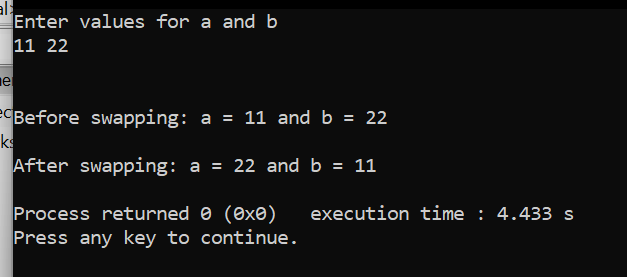 Enter values for a and b
11 22
Before swapping: a = 11 and b = 22
After swapping: a = 22 and b = 11
Process returned 0 (0x0)   execution time : 4.433 s
Press any key to continue.